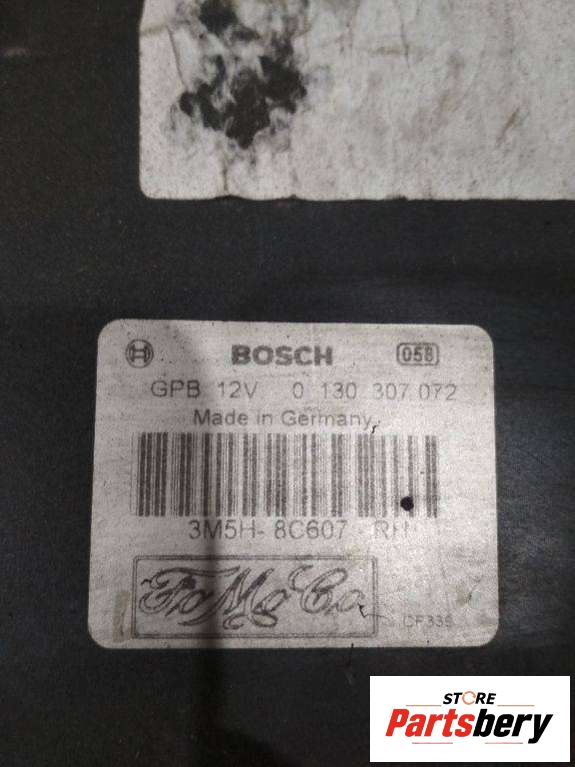 BOSCH 058
GPB 12V 0 130 307 072
Made in Germany
3M5H- 8C607 RH
FoMoCo
CF335
STORE
Partsbery